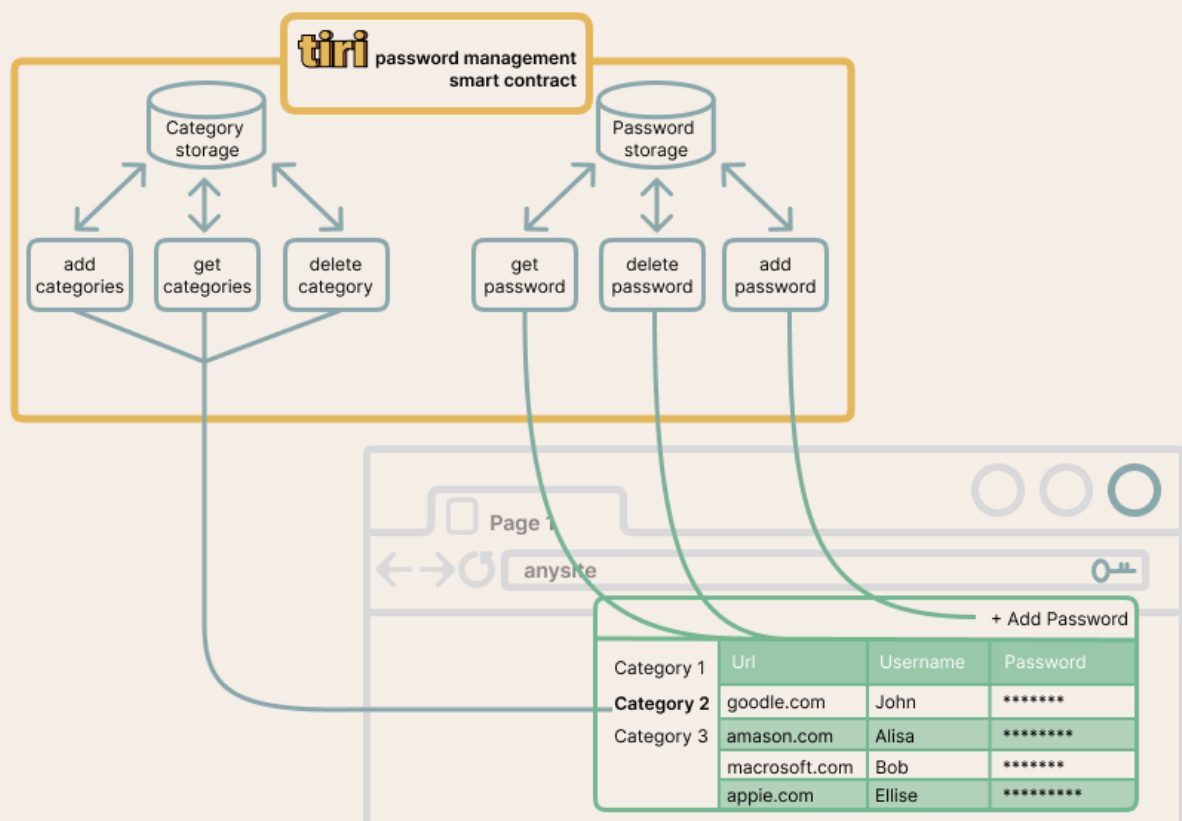 tiri password management
smart contract
Category
storage
Password
storage
add
categories
get
categories
delete
category
get
password
delete
password
add
password
Page 1
anysite
+ Add Password
Category 1
Category 2
Category 3
Url Username Password
goodle.com John *******
amason.com Alisa ********
macrosoft.com Bob *******
appie.com Ellise *********